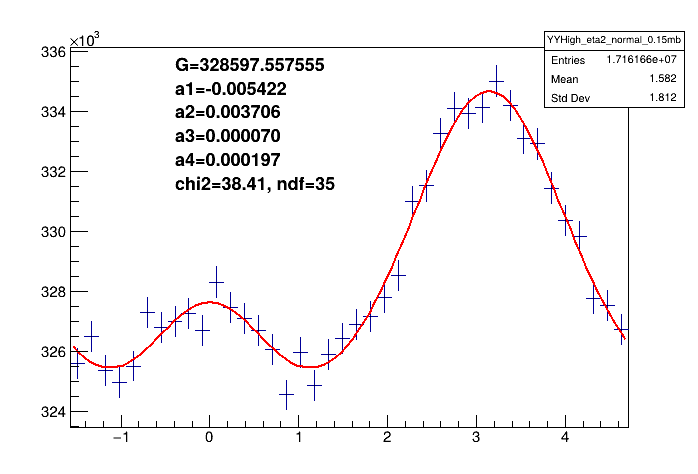 ×10³
336
334
332
330
328
326
324
−1 0 1 2 3 4
G=328597.557555
a1=-0.005422
a2=0.003706
a3=0.000070
a4=0.000197
chi2=38.41, ndf=35
YYHigh_eta2_normal_0.15mb
Entries 1.716166e+07
Mean 1.582
Std Dev 1.812